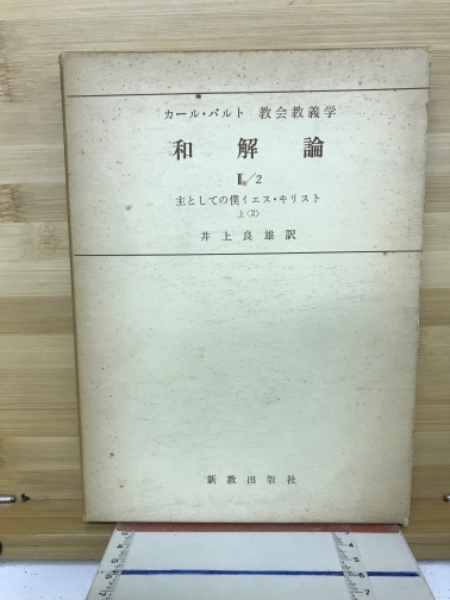 カール・バルト 教会教義学
和解論
Ⅱ/2
主としての僕イエス・キリスト
上〈2〉
井上良雄訳
新教出版社